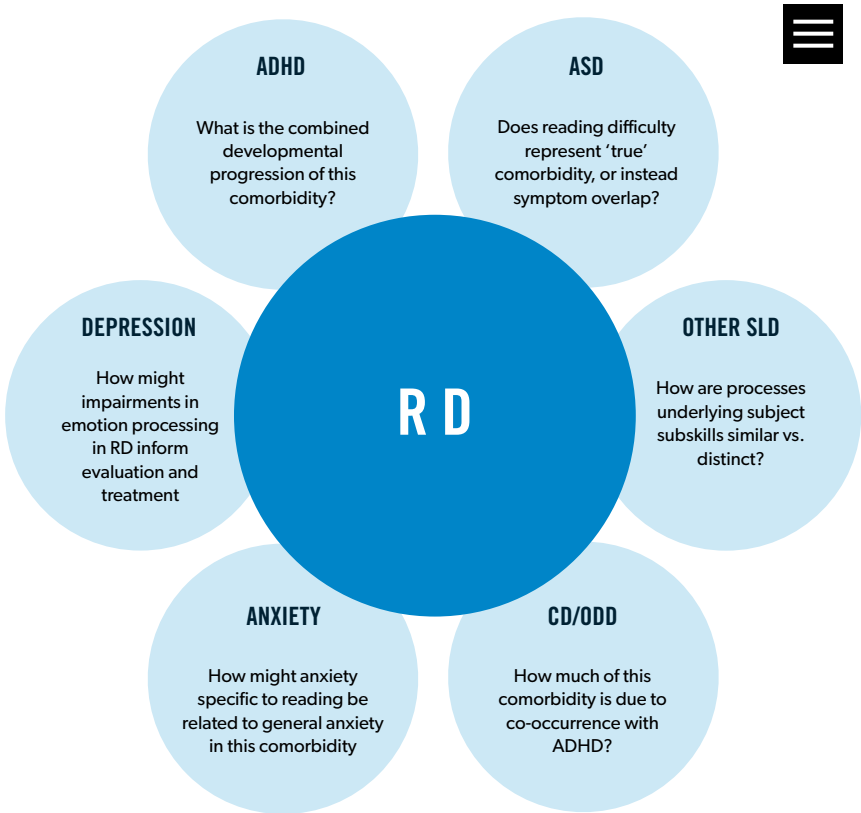 ADHD
What is the combined
developmental
progression of this
comorbidity?
ASD
Does reading difficulty
represent ‘true’
comorbidity, or instead
symptom overlap?
DEPRESSION
How might
impairments in
emotion processing
in RD inform
evaluation and
treatment
R D
OTHER SLD
How are processes
underlying subject
subskills similar vs.
distinct?
ANXIETY
How might anxiety
specific to reading be
related to general anxiety
in this comorbidity
CD/ODD
How much of this
comorbidity is due to
co-occurrence with
ADHD?